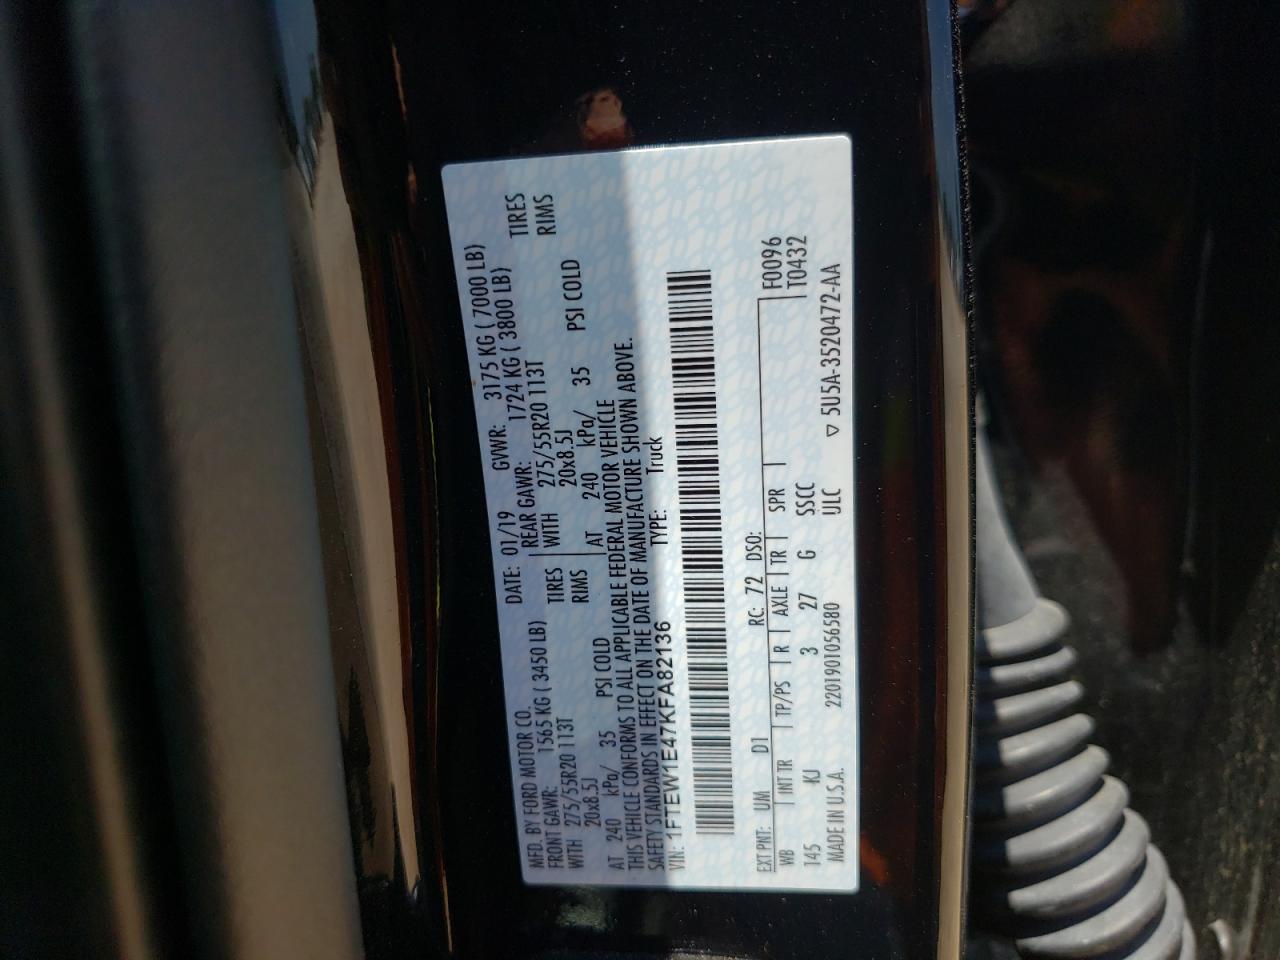 MFD. BY FORD MOTOR CO.
DATE: 01/19 GVWR: 3175 KG ( 7000 LB)
FRONT GAWR: 1565 KG ( 3450 LB)
REAR GAWR: 1724 KG ( 3800 LB)
WITH 275/55R20 113T TIRES
WITH 275/55R20 113T TIRES
20x8.5J RIMS
20x8.5J RIMS
AT 240 kPa/ 35 PSI COLD
AT 240 kPa/ 35 PSI COLD
THIS VEHICLE CONFORMS TO ALL APPLICABLE FEDERAL MOTOR VEHICLE
SAFETY STANDARDS IN EFFECT ON THE DATE OF MANUFACTURE SHOWN ABOVE.
VIN: 1FTEW1E47KFA82136 TYPE: Truck
EXT PNT: UM D1 RC: 72 DSO:
WB INT TR TP/PS R AXLE TR SPR F0096
145 KJ 3 27 G SSCC T0432
MADE IN U.S.A. 2201901056580 ULC ▽ 5U5A-3520472-AA